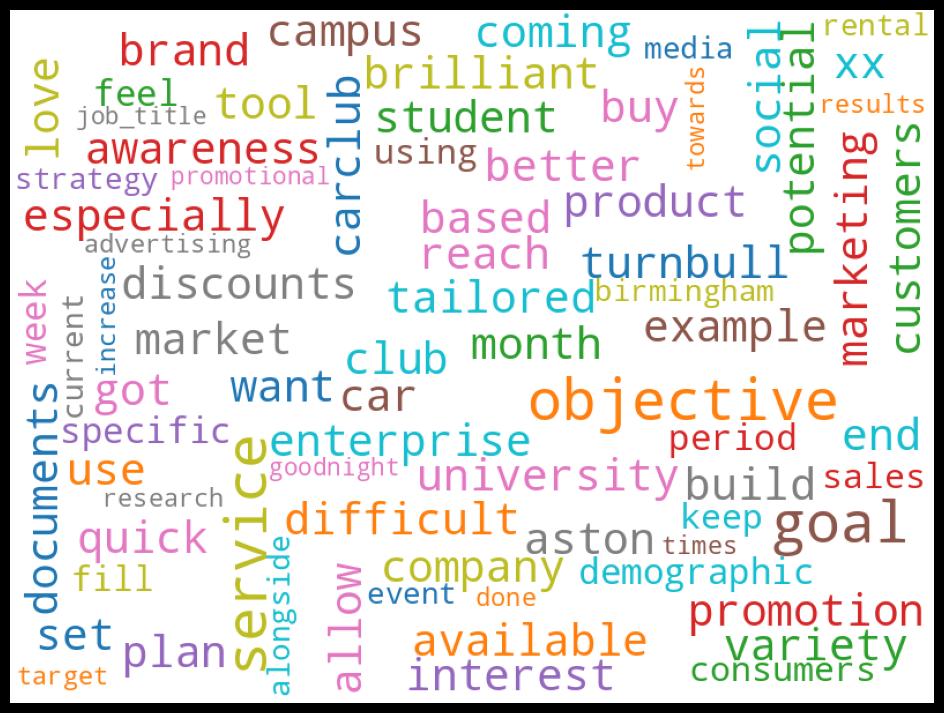 campus
coming
rental
brand
media
social
potential
xx
love
brilliant
feel
tool
carclub
towards
buy
results
job_title
student
awareness
using
better
marketing
customers
strategy
promotional
especially
based
product
advertising
reach
turnbull
week
current
increase
discounts
tailored
birmingham
market
month
example
club
documents
got
want
car
objective
specific
enterprise
period
end
use
service
goodnight
university
build
sales
research
quick
difficult
aston
keep
goal
times
fill
alongside
allow
company
demographic
event
done
promotion
set
plan
available
variety
target
interest
consumers